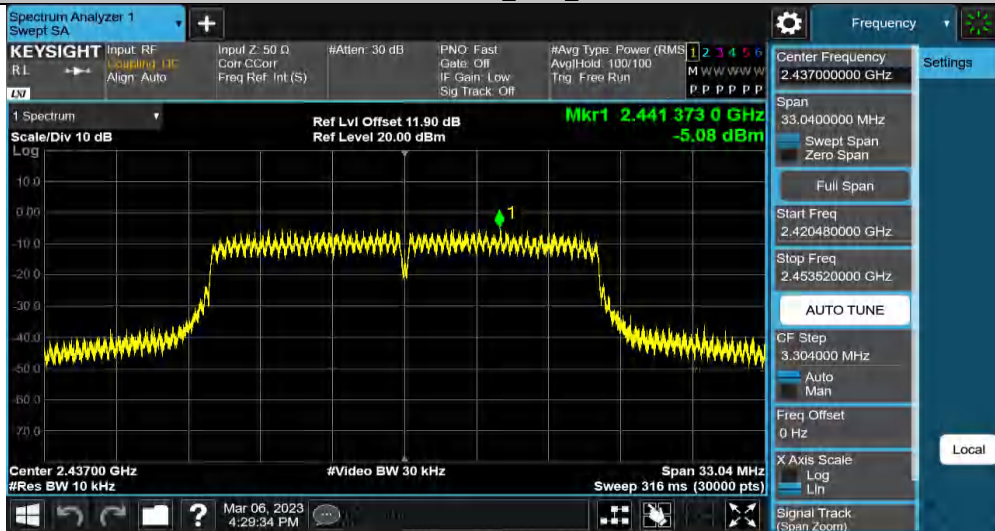 Spectrum Analyzer 1
Swept SA
Frequency
KEYSIGHT
RL
LXI
Input: RF
Coupling: DC
Align: Auto
Input Z: 50 Ω
Corr CCorr
Freq Ref: Int (S)
#Atten: 30 dB
PNO: Fast
Gate: Off
IF Gain: Low
Sig Track: Off
#Avg Type: Power (RMS
Avg|Hold: 100/100
Trig: Free Run
1 2 3 4 5 6
M W W W W W
P P P P P P
1 Spectrum
Scale/Div 10 dB
Log
Ref Lvl Offset 11.90 dB
Ref Level 20.00 dBm
Mkr1 2.441 373 0 GHz
-5.08 dBm
10.0
0.00
-10.0
-20.0
-30.0
-40.0
-50.0
-60.0
-70.0
1
Center 2.43700 GHz
#Res BW 10 kHz
#Video BW 30 kHz
Span 33.04 MHz
Sweep 316 ms (30000 pts)
?
Mar 06, 2023
4:29:34 PM
Center Frequency
2.437000000 GHz
Span
33.0400000 MHz
Swept Span
Zero Span
Full Span
Start Freq
2.420480000 GHz
Stop Freq
2.453520000 GHz
AUTO TUNE
CF Step
3.304000 MHz
Auto
Man
Freq Offset
0 Hz
X Axis Scale
Log
Lin
Signal Track
(Span Zoom)
Settings
Local